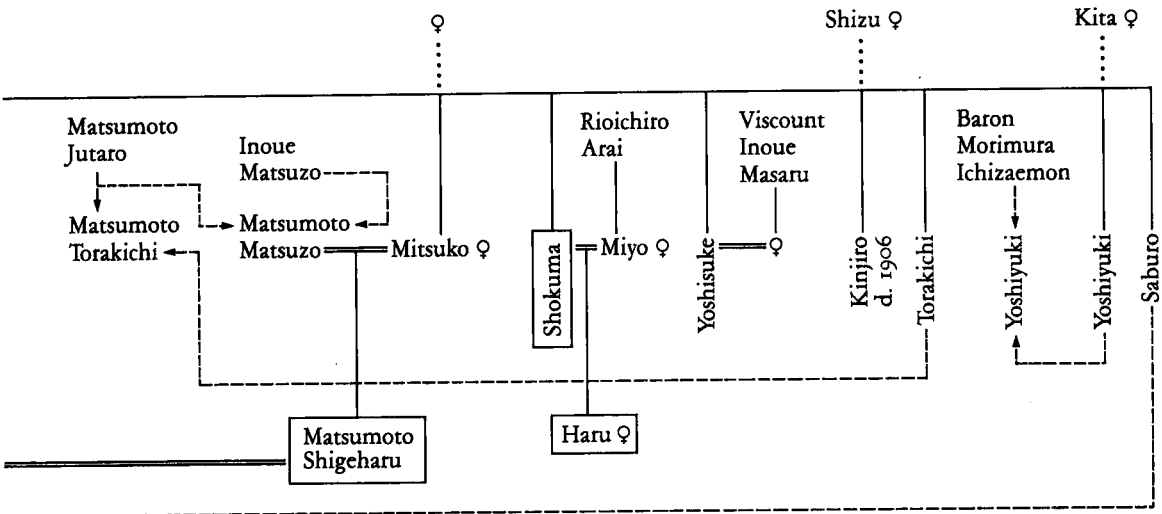 ♀
Shizu ♀
Kita ♀
Matsumoto
Jutaro
Inoue
Matsuzo
Rioichiro
Arai
Viscount
Inoue
Masaru
Baron
Morimura
Ichizaemon
Matsumoto
Torakichi
Matsumoto
Matsuzo
Mitsuko ♀
Shokuma
Miyo ♀
Yoshisuke
♀
Kinjiro
d. 1906
Torakichi
Yoshiyuki
Yoshiyuki
Saburo
Matsumoto
Shigeharu
Haru ♀